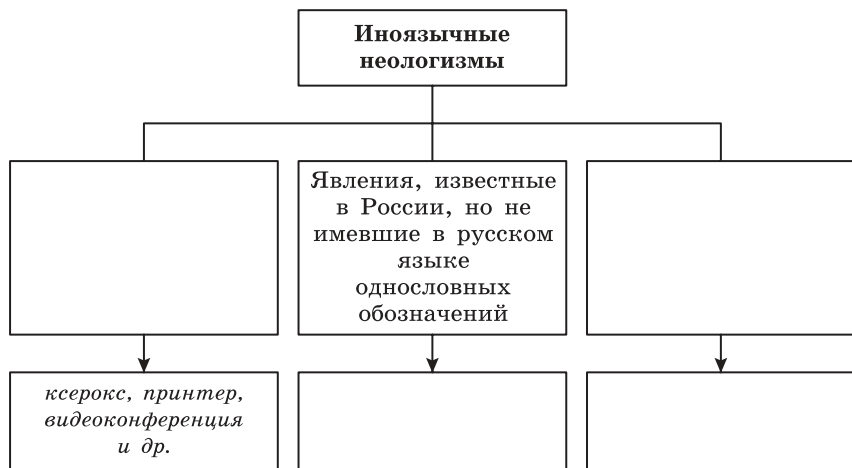 Иноязычные
неологизмы
Явления, известные
в России, но не
имевшие в русском
языке
однословных
обозначений
ксерокс, принтер,
видеоконференция
и др.